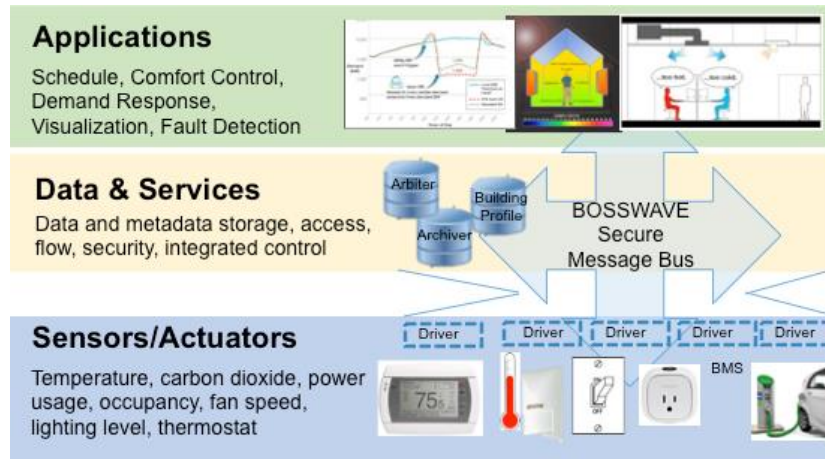 Applications
Schedule, Comfort Control,
Demand Response,
Visualization, Fault Detection
Data & Services
Data and metadata storage, access,
flow, security, integrated control
Arbiter
Building
Profile
Archiver
BOSSWAVE
Secure
Message Bus
Sensors/Actuators
Temperature, carbon dioxide, power
usage, occupancy, fan speed,
lighting level, thermostat
Driver
Driver
Driver
Driver
Driver
75
OFF
BMS